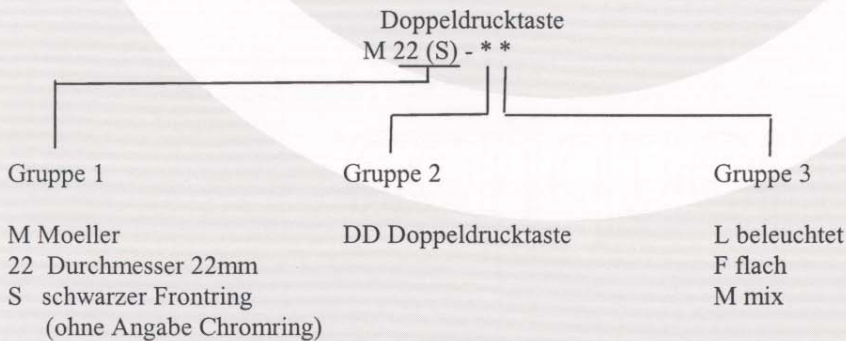 Doppeldrucktaste
M 22 (S) - * *
Gruppe 1
Gruppe 2
Gruppe 3
M Moeller
DD Doppeldrucktaste
L beleuchtet
22 Durchmesser 22mm
F flach
S schwarzer Frontring
M mix
(ohne Angabe Chromring)